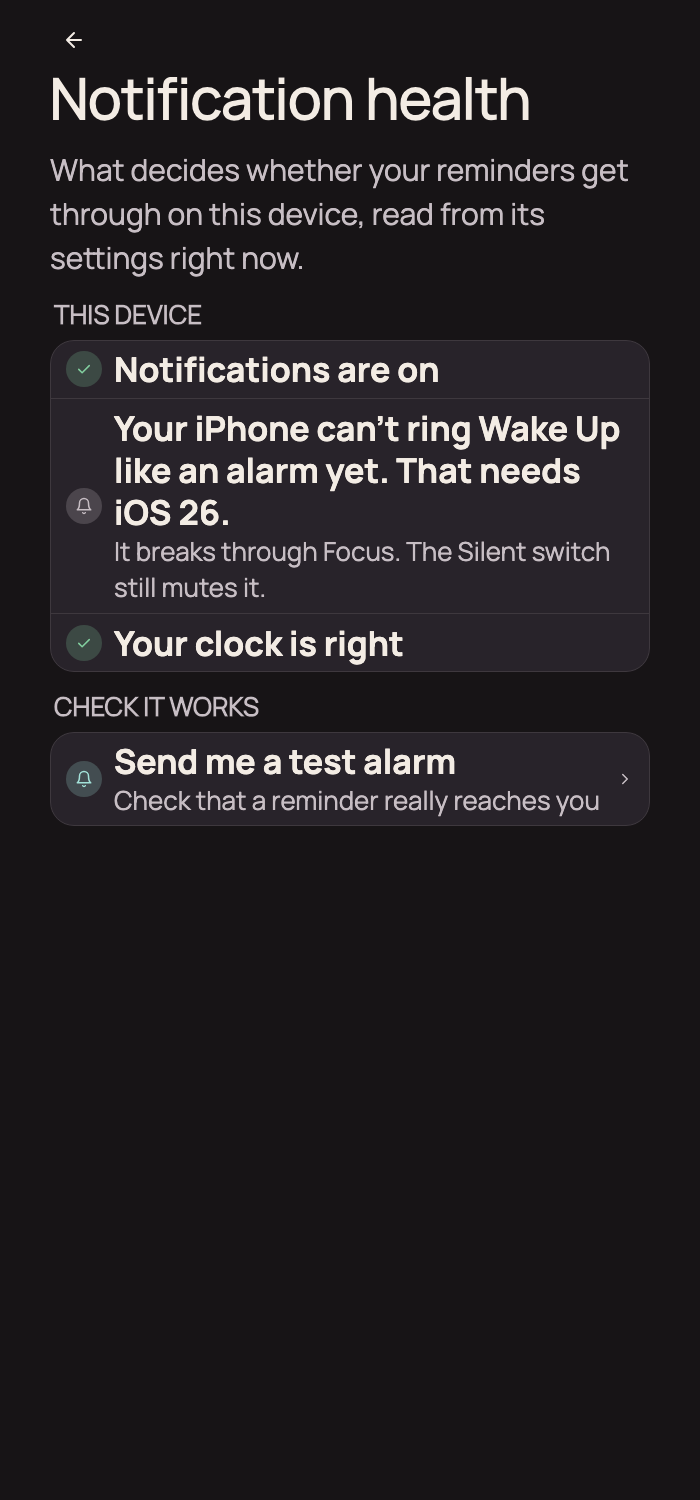 Notification health
What decides whether your reminders get
through on this device, read from its
settings right now.
THIS DEVICE
Notifications are on
Your iPhone can’t ring Wake Up
like an alarm yet. That needs
iOS 26.
It breaks through Focus. The Silent switch
still mutes it.
Your clock is right
CHECK IT WORKS
Send me a test alarm
Check that a reminder really reaches you